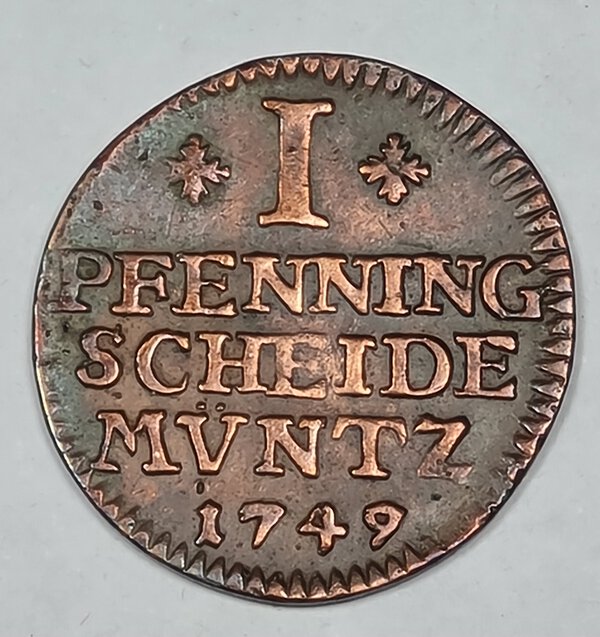 I
PFENNING
SCHEIDE
MÜNTZ
1749